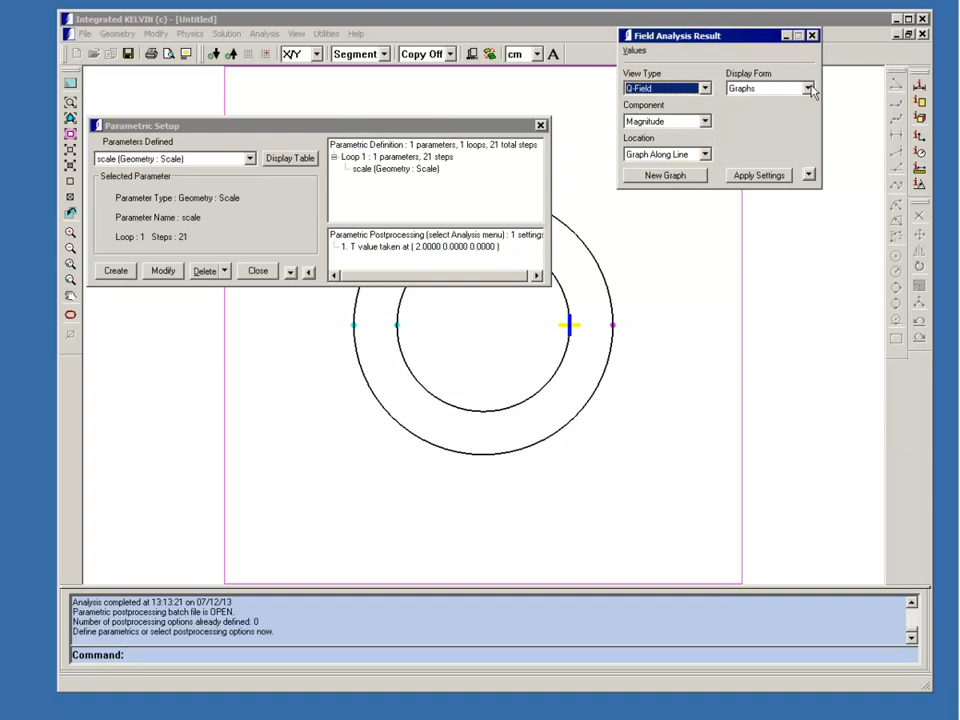 Integrated KELVIN (c) - [Untitled]
File Geometry Modify Physics Solution Analysis View Utilities Help
X/Y Segment Copy Off cm A
Field Analysis Result
Values
View Type Display Form
Q-Field Graphs
Component
Magnitude
Location
Graph Along Line
New Graph Apply Settings
Parametric Setup
Parameters Defined
scale (Geometry : Scale) Display Table
Selected Parameter
Parameter Type : Geometry : Scale
Parameter Name : scale
Loop : 1 Steps : 21
Create Modify Delete Close
Parametric Definition : 1 parameters, 1 loops, 21 total steps
Loop 1 : 1 parameters, 21 steps
scale (Geometry : Scale)
Parametric Postprocessing (select Analysis menu) : 1 settings
1. T value taken at ( 2.0000 0.0000 0.0000 )
Analysis completed at 13:13:21 on 07/12/13
Parametric postprocessing batch file is OPEN.
Number of postprocessing options already defined: 0
Define parametrics or select postprocessing options now.
Command: